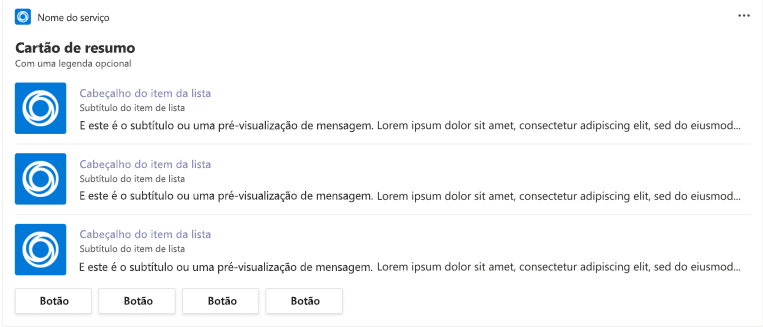 Nome do serviço
Cartão de resumo
Com uma legenda opcional
Cabeçalho do item da lista
Subtítulo do item de lista
E este é o subtítulo ou uma pré-visualização de mensagem. Lorem ipsum dolor sit amet, consectetur adipiscing elit, sed do eiusmod...
Cabeçalho do item da lista
Subtítulo do item de lista
E este é o subtítulo ou uma pré-visualização de mensagem. Lorem ipsum dolor sit amet, consectetur adipiscing elit, sed do eiusmod...
Cabeçalho do item da lista
Subtítulo do item de lista
E este é o subtítulo ou uma pré-visualização de mensagem. Lorem ipsum dolor sit amet, consectetur adipiscing elit, sed do eiusmod...
Botão Botão Botão Botão